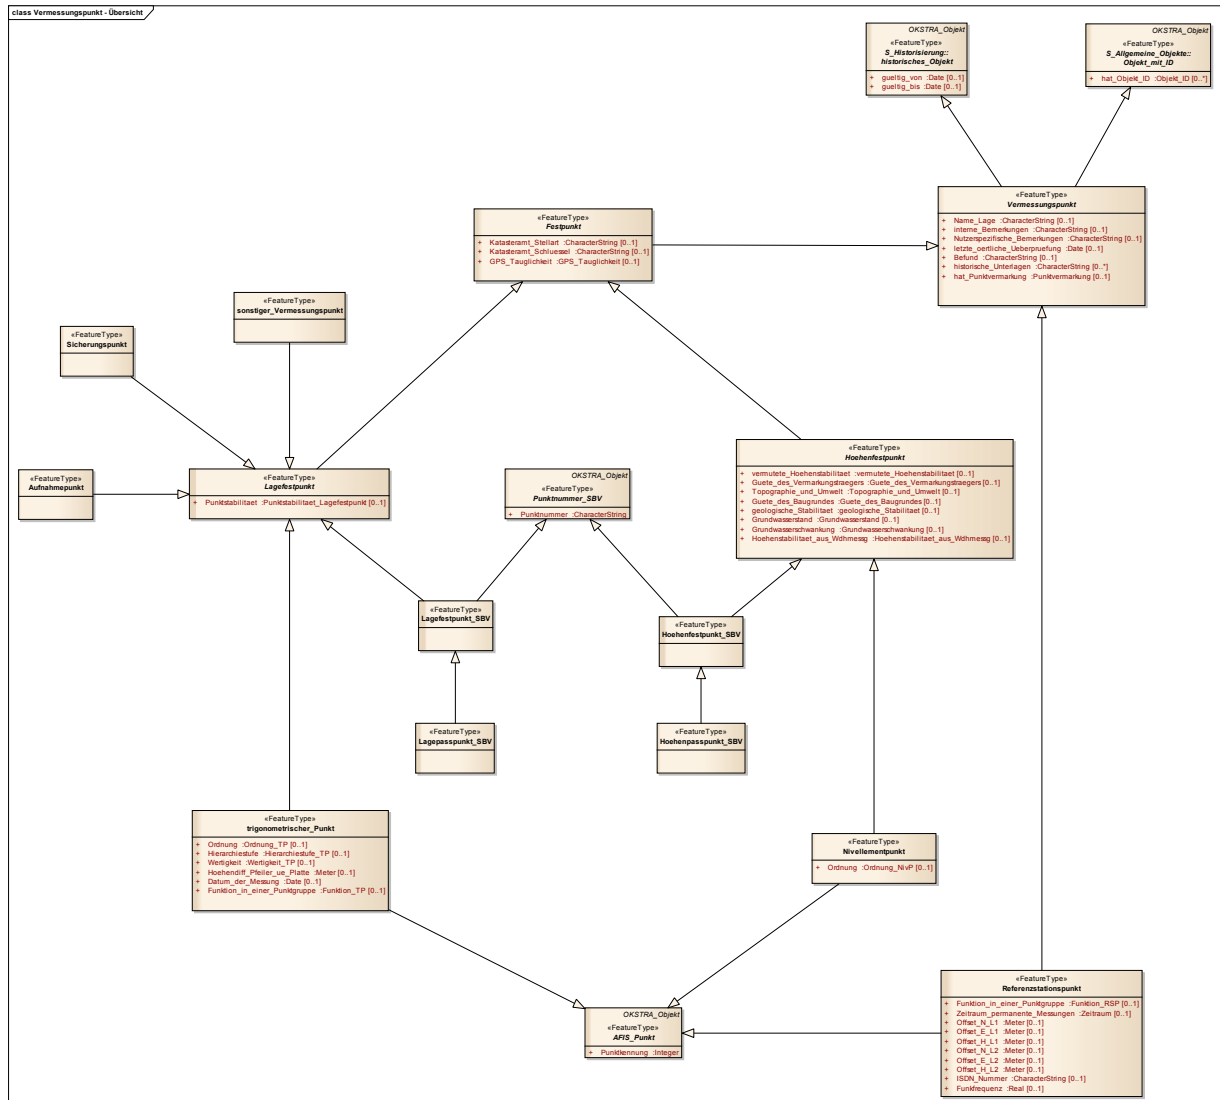 class Vermessungspunkt - Übersicht
OKSTRA_Objekt
«FeatureType»
S_Historisierung::
historisches_Objekt
+ gueltig_von :Date [0..1]
+ gueltig_bis :Date [0..1]
OKSTRA_Objekt
«FeatureType»
S_Allgemeine_Objekte::
Objekt_mit_ID
+ hat_Objekt_ID :Objekt_ID [0..*]
«FeatureType»
Vermessungspunkt
+ Name_Lage :CharacterString [0..1]
+ interne_Bemerkungen :CharacterString [0..1]
+ Nutzerspezifische_Bemerkungen :CharacterString [0..1]
+ letzte_oertliche_Ueberpruefung :Date [0..1]
+ Befund :CharacterString [0..1]
+ historische_Unterlagen :CharacterString [0..*]
+ hat_Punktvermarkung :Punktvermarkung [0..1]
«FeatureType»
Festpunkt
+ Katasteramt_Stellart :CharacterString [0..1]
+ Katasteramt_Schluessel :CharacterString [0..1]
+ GPS_Tauglichkeit :GPS_Tauglichkeit [0..1]
«FeatureType»
sonstiger_Vermessungspunkt
«FeatureType»
Sicherungspunkt
«FeatureType»
Aufnahmepunkt
«FeatureType»
Lagefestpunkt
+ Punktstabilitaet :Punktstabilitaet_Lagefestpunkt [0..1]
OKSTRA_Objekt
«FeatureType»
Punktnummer_SBV
+ Punktnummer :CharacterString
«FeatureType»
Hoehenfestpunkt
+ vermutete_Hoehenstabilitaet :vermutete_Hoehenstabilitaet [0..1]
+ Guete_des_Vermarkungstraegers :Guete_des_Vermarkungstraegers [0..1]
+ Topographie_und_Umwelt :Topographie_und_Umwelt [0..1]
+ Guete_des_Baugrundes :Guete_des_Baugrundes [0..1]
+ geologische_Stabilitaet :geologische_Stabilitaet [0..1]
+ Grundwasserstand :Grundwasserstand [0..1]
+ Grundwasserschwankung :Grundwasserschwankung [0..1]
+ Hoehenstabilitaet_aus_Wdhmessg :Hoehenstabilitaet_aus_Wdhmessg [0..1]
«FeatureType»
Lagefestpunkt_SBV
«FeatureType»
Hoehenfestpunkt_SBV
«FeatureType»
Lagepasspunkt_SBV
«FeatureType»
Hoehenpasspunkt_SBV
«FeatureType»
trigonometrischer_Punkt
+ Ordnung :Ordnung_TP [0..1]
+ Hierarchiestufe :Hierarchiestufe_TP [0..1]
+ Wertigkeit :Wertigkeit_TP [0..1]
+ Hoehendiff_Pfeiler_ue_Platte :Meter [0..1]
+ Datum_der_Messung :Date [0..1]
+ Funktion_in_einer_Punktgruppe :Funktion_TP [0..1]
«FeatureType»
Nivellementpunkt
+ Ordnung :Ordnung_NivP [0..1]
«FeatureType»
Referenzstationspunkt
+ Funktion_in_einer_Punktgruppe :Funktion_RSP [0..1]
+ Zeitraum_permanente_Messungen :Zeitraum [0..1]
+ Offset_N_L1 :Meter [0..1]
+ Offset_E_L1 :Meter [0..1]
+ Offset_H_L1 :Meter [0..1]
+ Offset_N_L2 :Meter [0..1]
+ Offset_E_L2 :Meter [0..1]
+ Offset_H_L2 :Meter [0..1]
+ ISDN_Nummer :CharacterString [0..1]
+ Funkfrequenz :Real [0..1]
OKSTRA_Objekt
«FeatureType»
AFIS_Punkt
+ Punktkennung :Integer